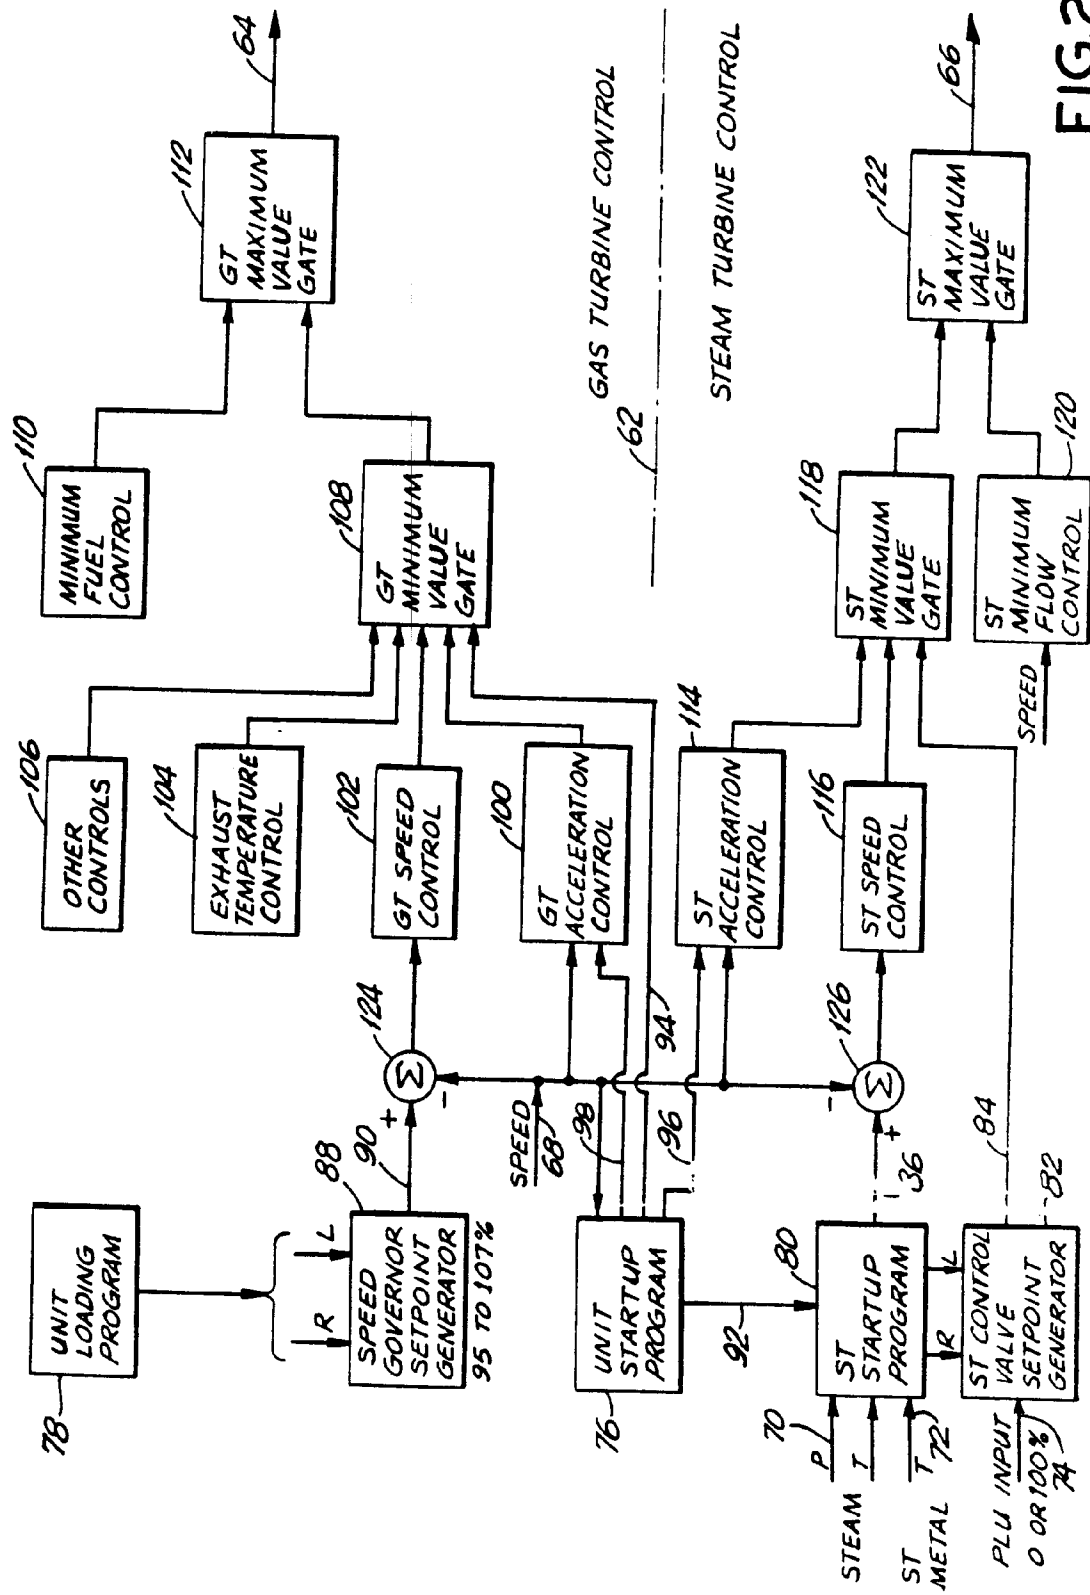 UNIT
LOADING
PROGRAM
78
R
L
SPEED
GOVERNOR
SETPOINT
GENERATOR
95 TO 107%
88
90
+
-
Σ
124
SPEED
68
UNIT
STARTUP
PROGRAM
76
98
94
96
92
STEAM
P
T
70
ST
METAL
T
72
ST
STARTUP
PROGRAM
80
36
+
-
Σ
126
R
L
PLU INPUT
0 OR 100%
74
ST CONTROL
VALVE
SETPOINT
GENERATOR
84
82
OTHER
CONTROLS
106
EXHAUST
TEMPERATURE
CONTROL
104
GT SPEED
CONTROL
102
GT
ACCELERATION
CONTROL
100
ST
ACCELERATION
CONTROL
114
ST SPEED
CONTROL
116
MINIMUM
FUEL
CONTROL
110
GT
MINIMUM
VALUE
GATE
108
ST
MINIMUM
VALUE
GATE
118
SPEED
ST
MINIMUM
FLOW
CONTROL
120
GT
MAXIMUM
VALUE
GATE
112
64
GAS TURBINE CONTROL
62
STEAM TURBINE CONTROL
ST
MAXIMUM
VALUE
GATE
122
66
FIG.2